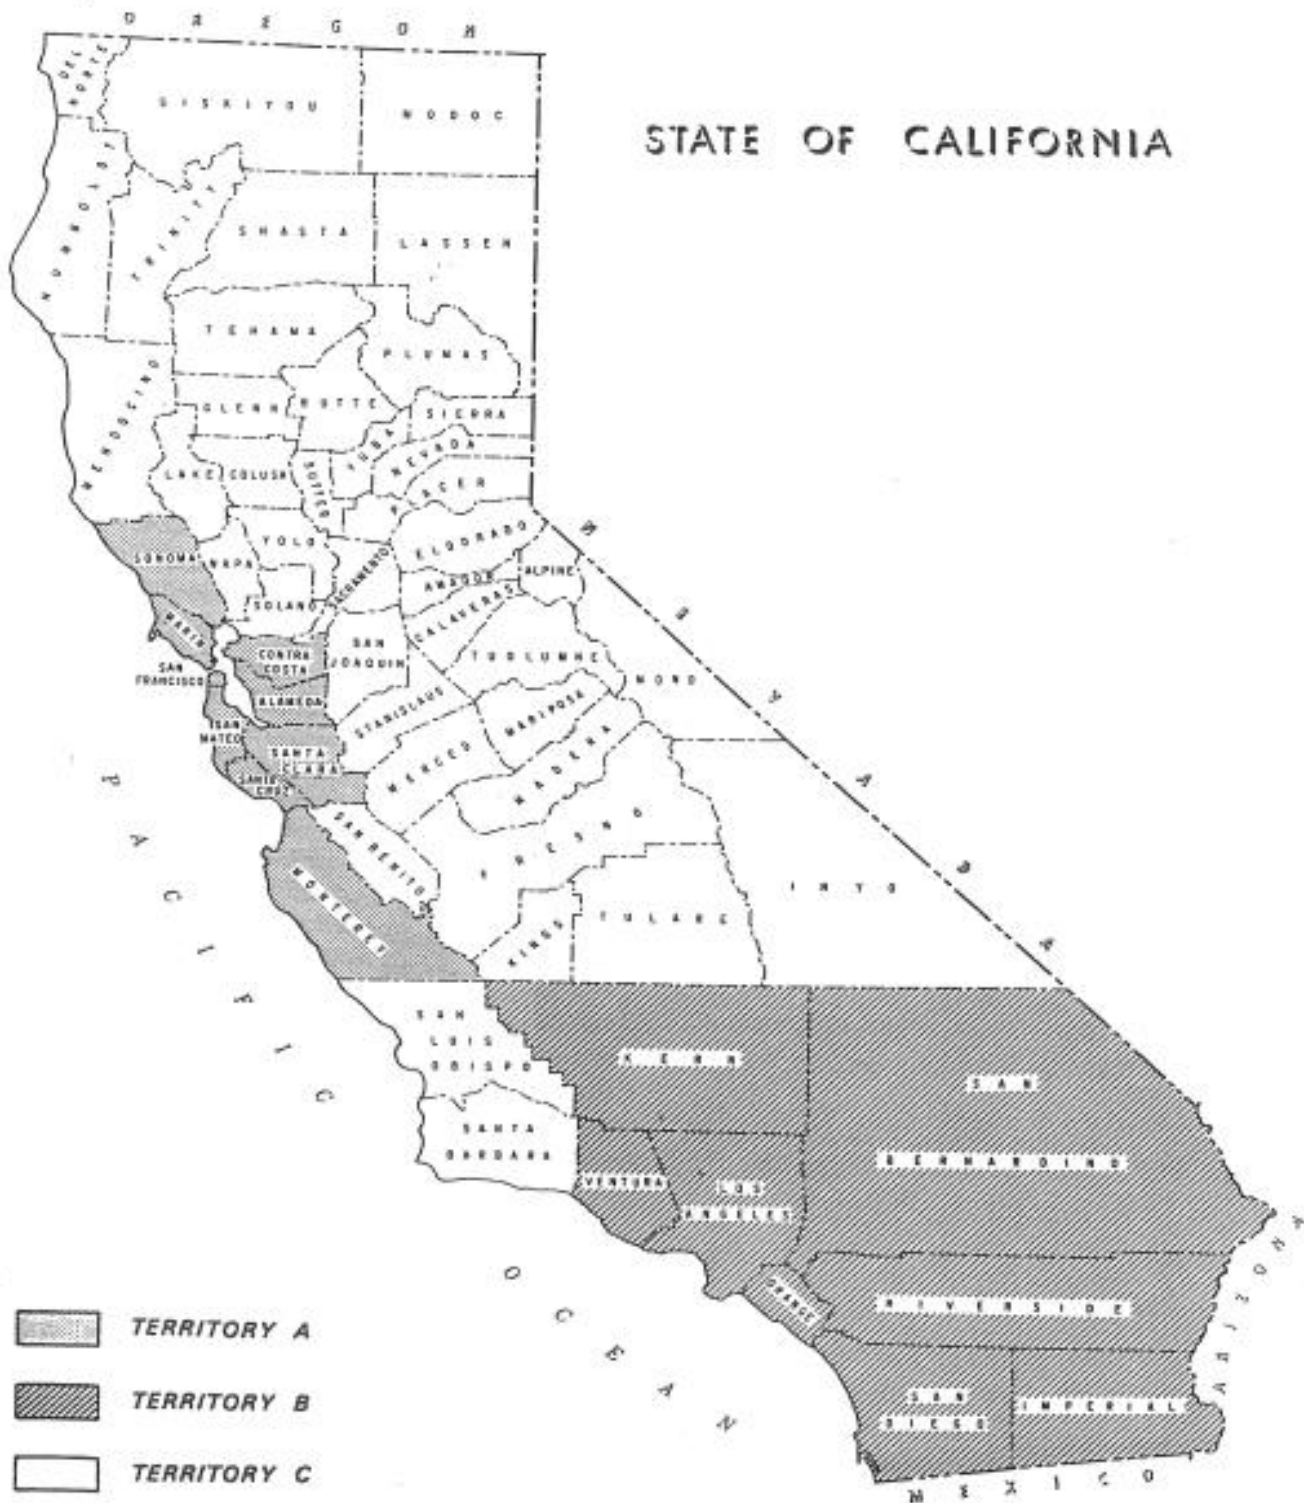 OREGON
DEL
NORTE
SISKIYOU
MODOC
STATE OF CALIFORNIA
HUMBOLDT
TRINITY
SHASTA
LASSEN
TEHAMA
PLUMAS
MENDOCINO
GLENN
BUTTE
SIERRA
YUBA
NEVADA
LAKE
COLUSA
SUTTER
PLACER
SONOMA
NAPA
YOLO
SACRAMENTO
ELDORADO
ALPINE
AMADOR
SOLANO
CALAVERAS
NEVADA
MARIN
CONTRA
COSTA
SAN
JOAQUIN
TUOLUMNE
MONO
SAN
FRANCISCO
ALAMEDA
STANISLAUS
MARIPOSA
SAN
MATEO
SANTA
CLARA
MERCED
MADERA
SANTA
CRUZ
SAN BENITO
FRESNO
MONTEREY
KINGS
TULARE
INYO
PACIFIC
SAN
LUIS
OBISPO
KERN
SAN
BERNARDINO
SANTA
BARBARA
VENTURA
LOS
ANGELES
ARIZONA
ORANGE
RIVERSIDE
OCEAN
SAN
DIEGO
IMPERIAL
MEXICO
TERRITORY A
TERRITORY B
TERRITORY C